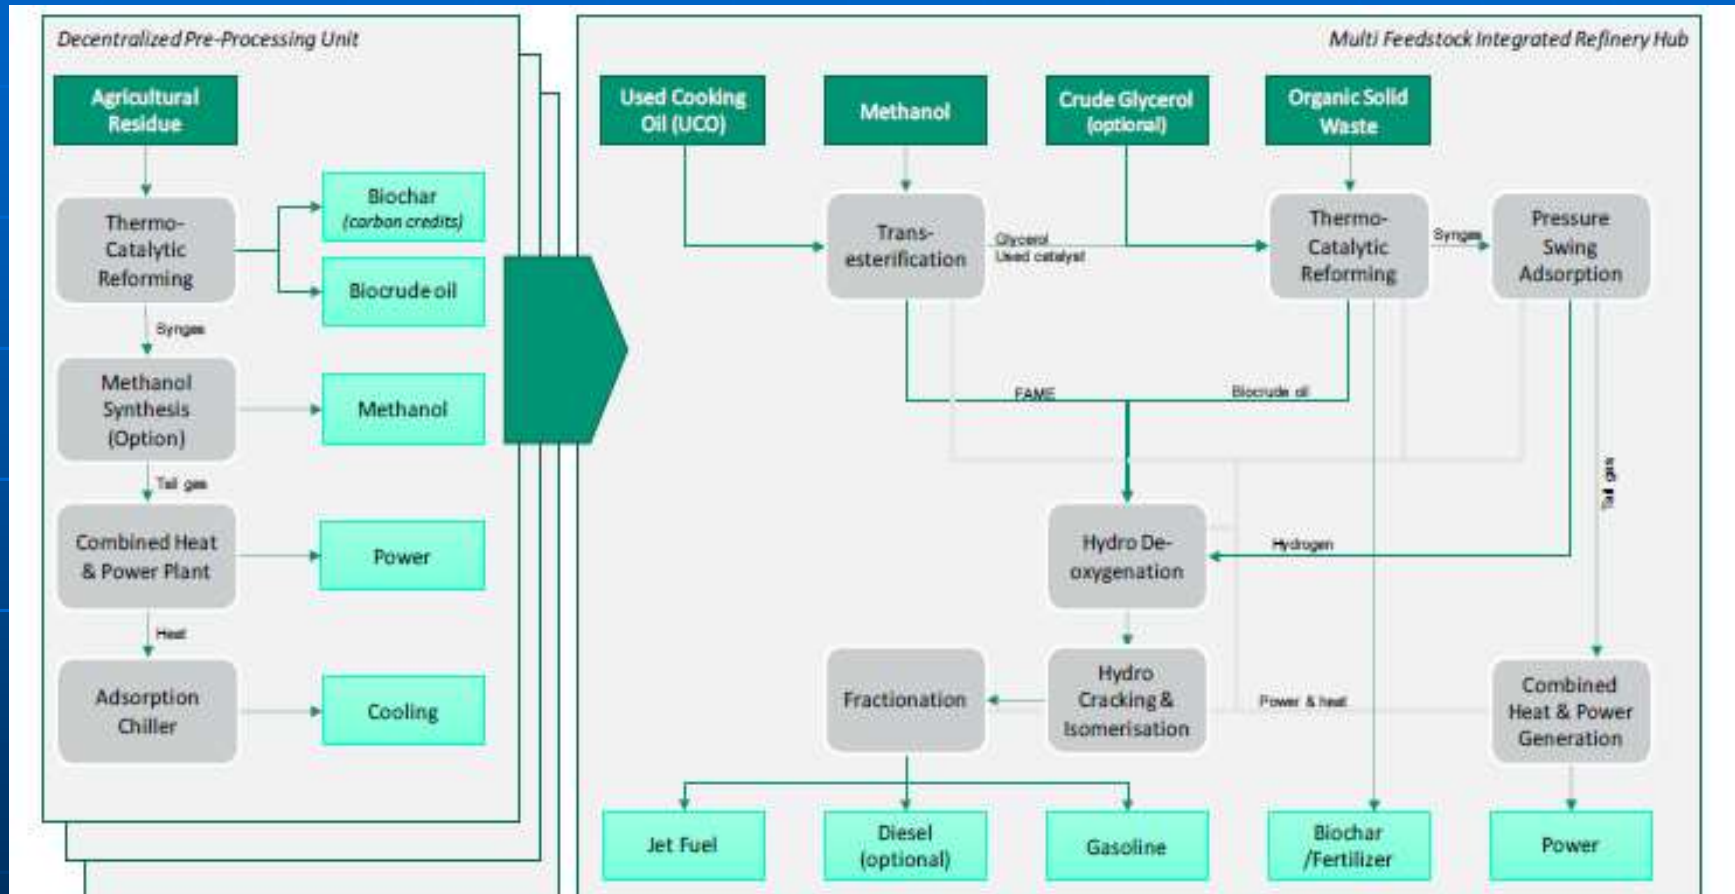 Decentralized Pre-Processing Unit
Agricultural
Residue
Thermo-
Catalytic
Reforming
Biochar
(carbon credits)
Biocrude oil
Syngas
Methanol
Synthesis
(Option)
Methanol
Tail gas
Combined Heat
& Power Plant
Power
Heat
Adsorption
Chiller
Cooling
Multi Feedstock Integrated Refinery Hub
Used Cooking
Oil (UCO)
Methanol
Crude Glycerol
(optional)
Organic Solid
Waste
Trans-
esterification
Glycerol
Used catalyst
Thermo-
Catalytic
Reforming
Syngas
Pressure
Swing
Adsorption
FAME
Biocrude oil
Tail gas
Hydro De-
oxygenation
Hydrogen
Fractionation
Hydro
Cracking &
Isomerisation
Power & heat
Combined
Heat & Power
Generation
Jet Fuel
Diesel
(optional)
Gasoline
Biochar
/Fertilizer
Power